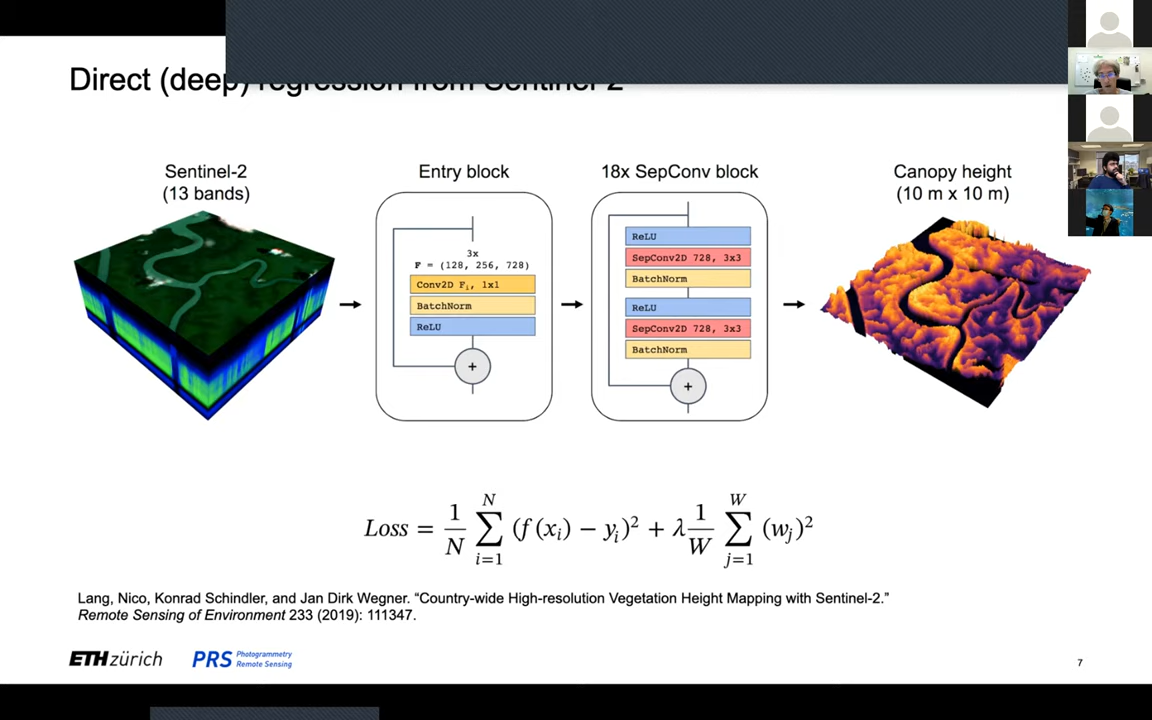 Direct (deep) regression from Sentinel-2
Sentinel-2
(13 bands)
Entry block
18x SepConv block
Canopy height
(10 m x 10 m)
3x
F = (128, 256, 728)
Conv2D Fᵢ, 1x1
BatchNorm
ReLU
+
ReLU
SepConv2D 728, 3x3
BatchNorm
ReLU
SepConv2D 728, 3x3
BatchNorm
+
Loss = 1/N ∑_{i=1}^{N} (f(xᵢ) − yᵢ)² + λ 1/W ∑_{j=1}^{W} (wⱼ)²
Lang, Nico, Konrad Schindler, and Jan Dirk Wegner. “Country-wide High-resolution Vegetation Height Mapping with Sentinel-2.”
Remote Sensing of Environment 233 (2019): 111347.
ETH zürich
PRS Photogrammetry
Remote Sensing
7